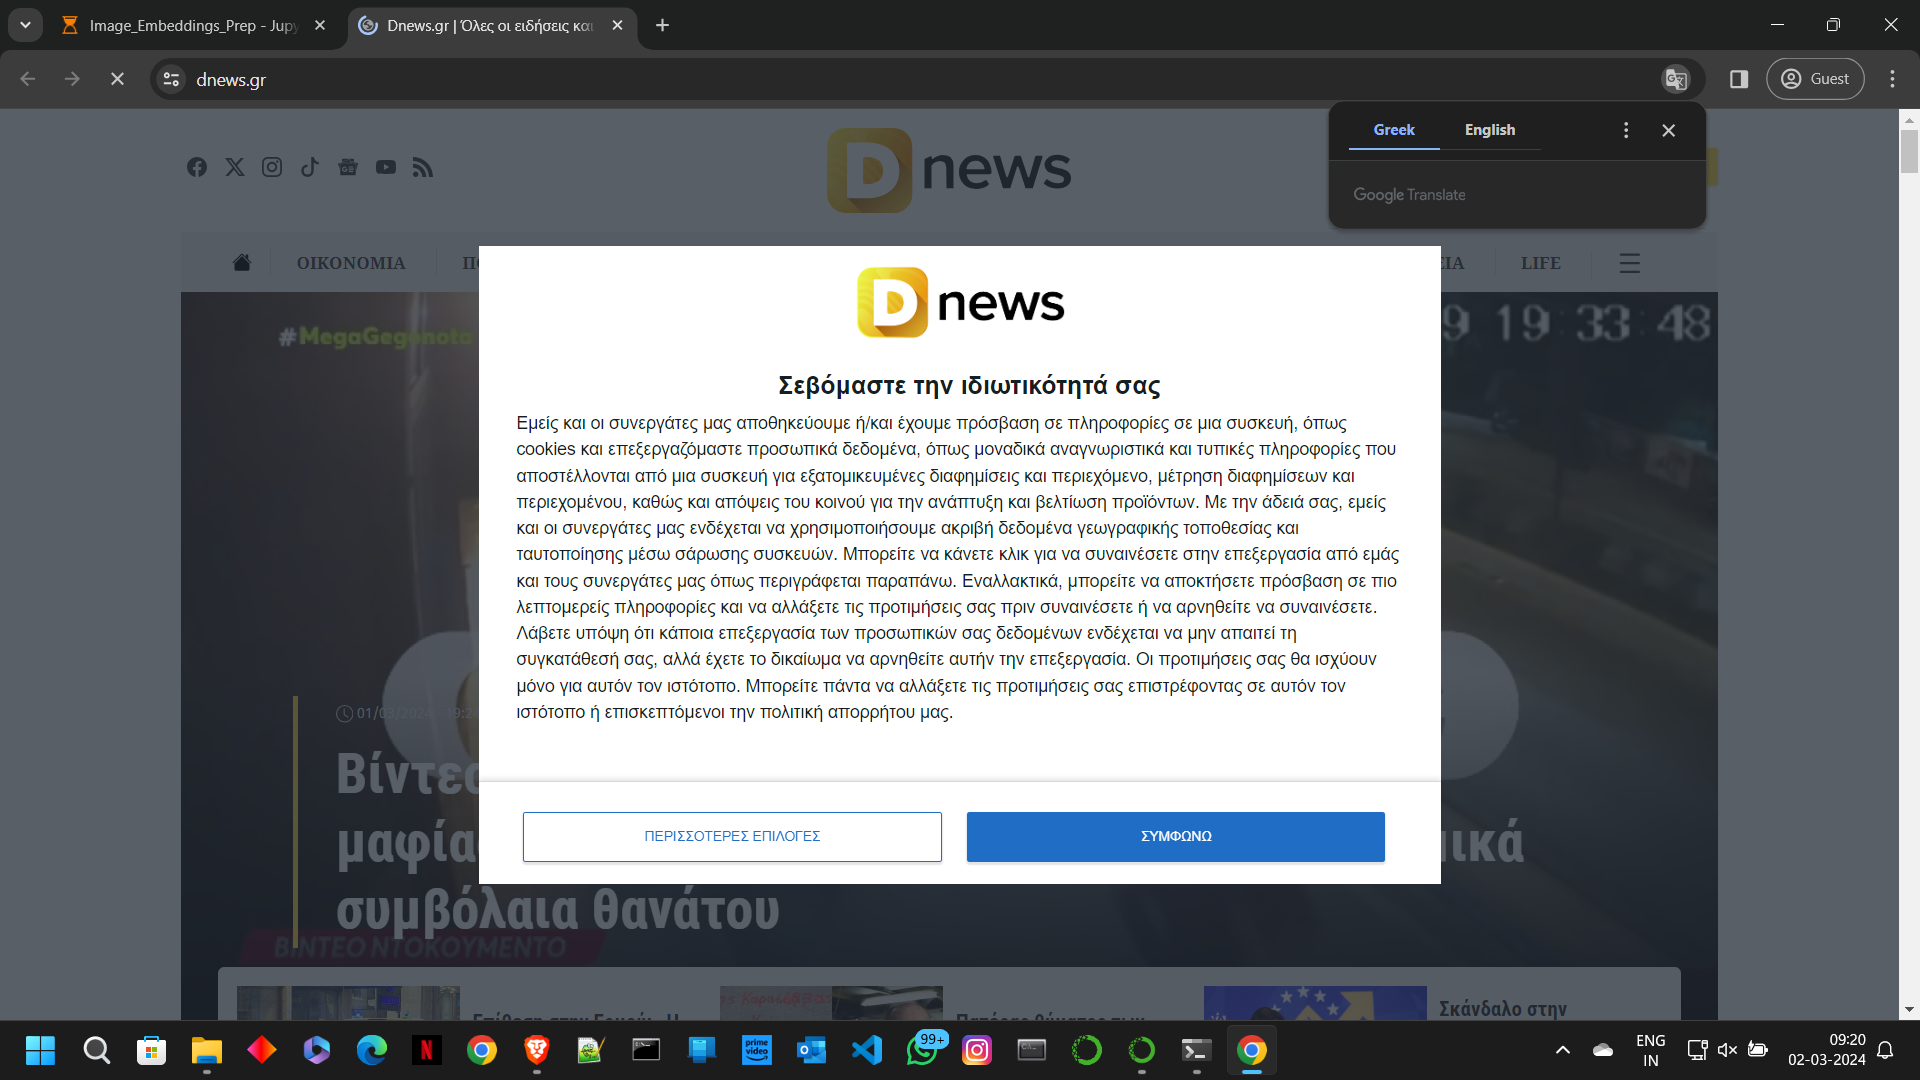 Image_Embeddings_Prep - Jupy
Dnews.gr | Όλες οι ειδήσεις και
dnews.gr
Guest
Greek
English
Google Translate
D news
ΟΙΚΟΝΟΜΙΑ
LIFE
#MegaGegonota
19:33:48
D news
Σεβόμαστε την ιδιωτικότητά σας
Εμείς και οι συνεργάτες μας αποθηκεύουμε ή/και έχουμε πρόσβαση σε πληροφορίες σε μια συσκευή, όπως
cookies και επεξεργαζόμαστε προσωπικά δεδομένα, όπως μοναδικά αναγνωριστικά και τυπικές πληροφορίες που
αποστέλλονται από μια συσκευή για εξατομικευμένες διαφημίσεις και περιεχόμενο, μέτρηση διαφημίσεων και
περιεχομένου, καθώς και απόψεις του κοινού για την ανάπτυξη και βελτίωση προϊόντων. Με την άδειά σας, εμείς
και οι συνεργάτες μας ενδέχεται να χρησιμοποιήσουμε ακριβή δεδομένα γεωγραφικής τοποθεσίας και
ταυτοποίησης μέσω σάρωσης συσκευών. Μπορείτε να κάνετε κλικ για να συναινέσετε στην επεξεργασία από εμάς
και τους συνεργάτες μας όπως περιγράφεται παραπάνω. Εναλλακτικά, μπορείτε να αποκτήσετε πρόσβαση σε πιο
λεπτομερείς πληροφορίες και να αλλάξετε τις προτιμήσεις σας πριν συναινέσετε ή να αρνηθείτε να συναινέσετε.
Λάβετε υπόψη ότι κάποια επεξεργασία των προσωπικών σας δεδομένων ενδέχεται να μην απαιτεί τη
συγκατάθεσή σας, αλλά έχετε το δικαίωμα να αρνηθείτε αυτήν την επεξεργασία. Οι προτιμήσεις σας θα ισχύουν
μόνο για αυτόν τον ιστότοπο. Μπορείτε πάντα να αλλάξετε τις προτιμήσεις σας επιστρέφοντας σε αυτόν τον
ιστότοπο ή επισκεπτόμενοι την πολιτική απορρήτου μας.
01/03/2024
Βίντεο
μαφία
συμβόλαια θανάτου
ΒΙΝΤΕΟ ΝΤΟΚΟΥΜΕΝΤΟ
ΠΕΡΙΣΣΟΤΕΡΕΣ ΕΠΙΛΟΓΕΣ
ΣΥΜΦΩΝΩ
Σκάνδαλο στην
prime
video
99+
ENG
IN
09:20
02-03-2024